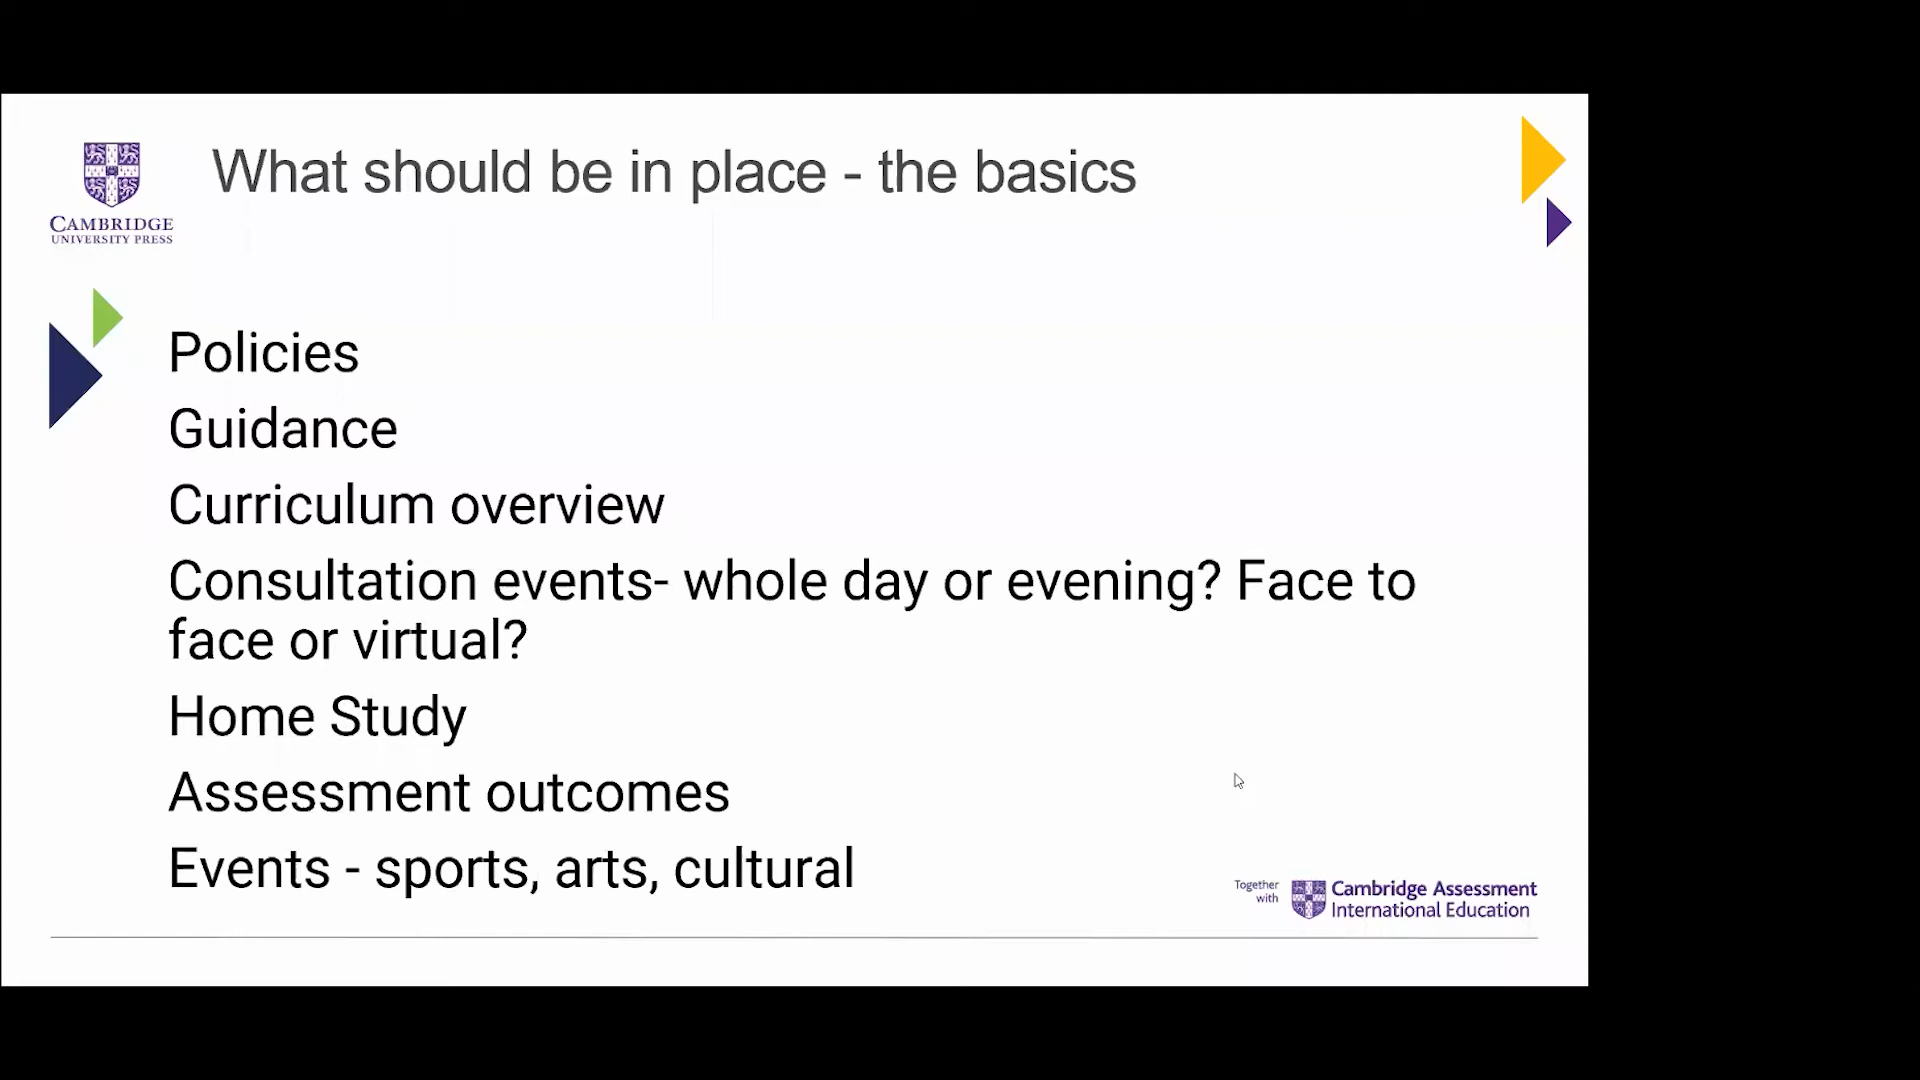 What should be in place - the basics
CAMBRIDGE
UNIVERSITY PRESS
Policies
Guidance
Curriculum overview
Consultation events- whole day or evening? Face to
face or virtual?
Home Study
Assessment outcomes
Events - sports, arts, cultural
Together
with
Cambridge Assessment
International Education